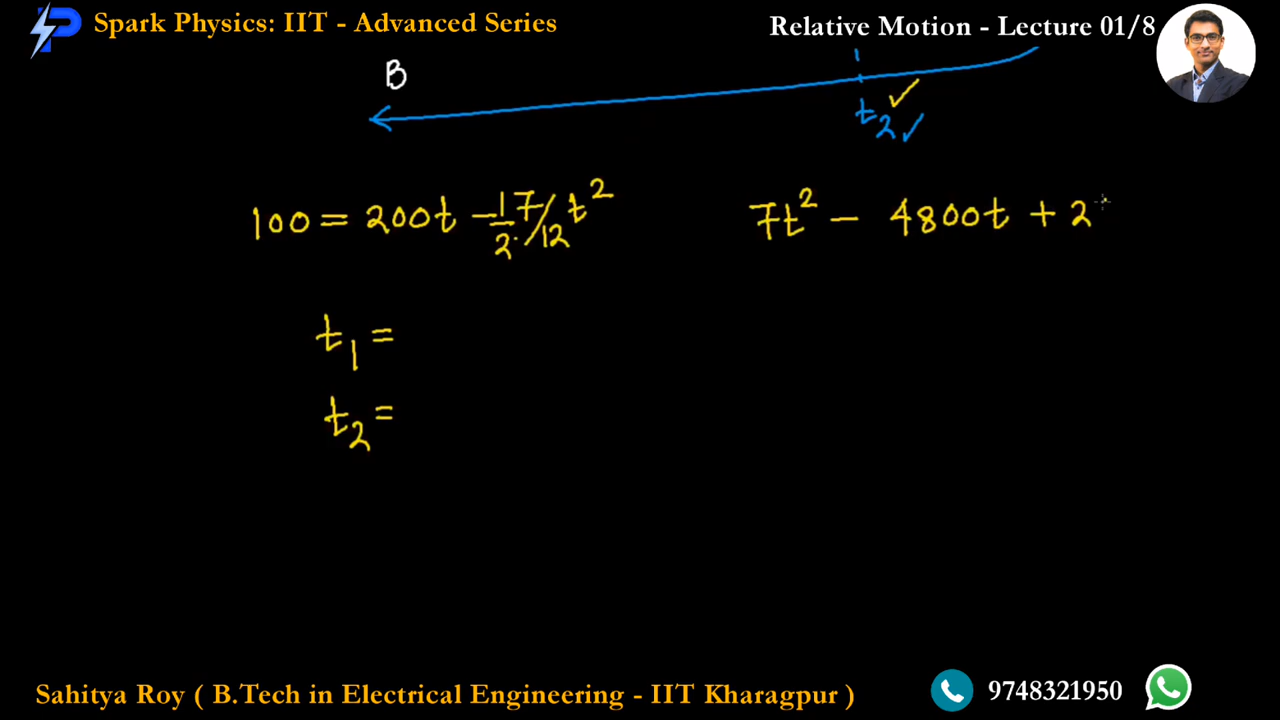 Spark Physics: IIT - Advanced Series
Relative Motion - Lecture 01/8
B
t₂
100 = 200t - 1/2 · 7/12 t²
7t² - 4800t + 2
t₁ =
t₂ =
Sahitya Roy ( B.Tech in Electrical Engineering - IIT Kharagpur )
9748321950